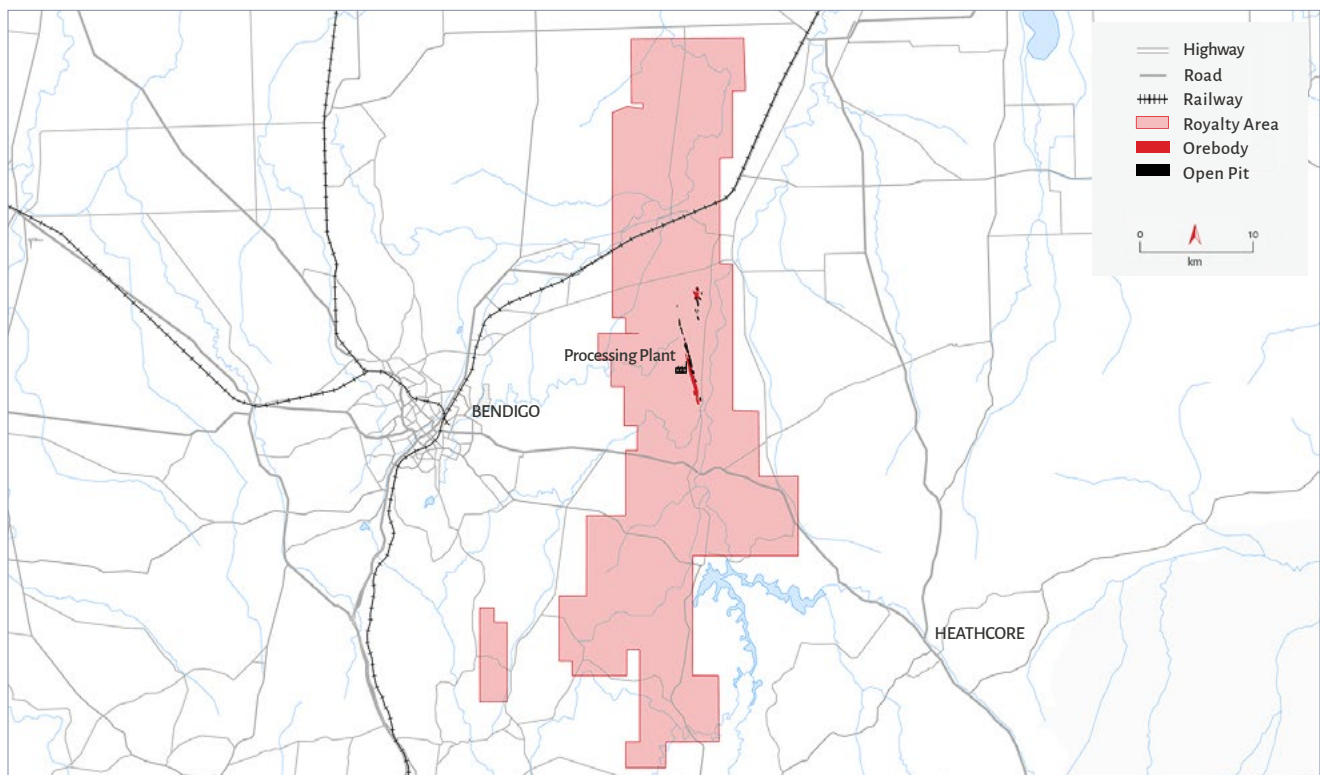 Highway
Road
Railway
Royalty Area
Orebody
Open Pit
0 10
km
Processing Plant
BENDIGO
HEATHCORE